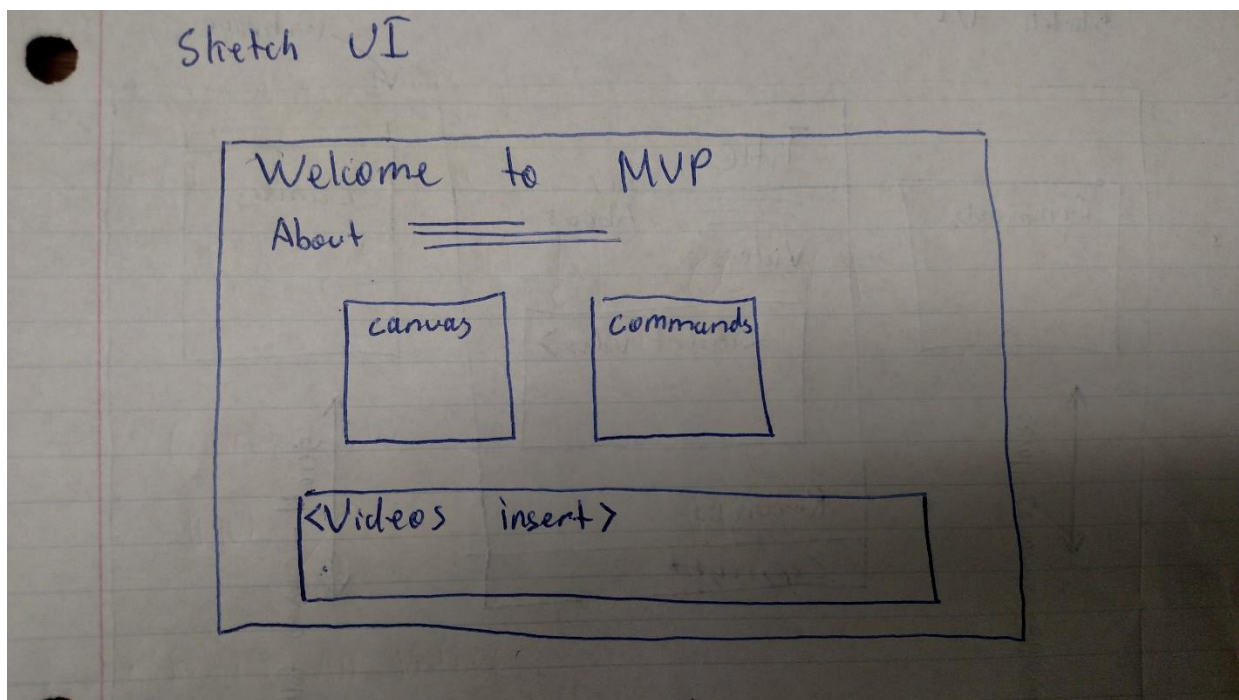 Sketch UI
Welcome to MVP
About
canvas commands
<Videos insert>